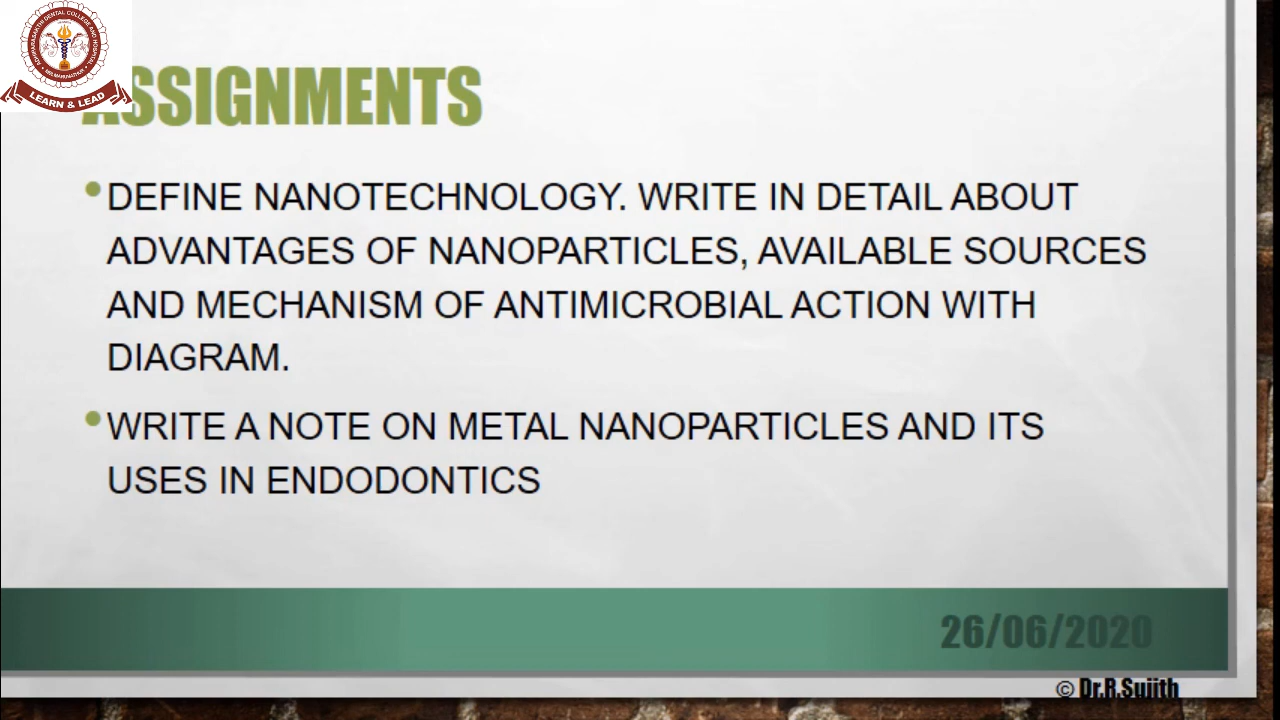 LEARN & LEAD
SSIGNMENTS
• DEFINE NANOTECHNOLOGY. WRITE IN DETAIL ABOUT
ADVANTAGES OF NANOPARTICLES, AVAILABLE SOURCES
AND MECHANISM OF ANTIMICROBIAL ACTION WITH
DIAGRAM.
• WRITE A NOTE ON METAL NANOPARTICLES AND ITS
USES IN ENDODONTICS
26/06/2020
© Dr.R.Sujith